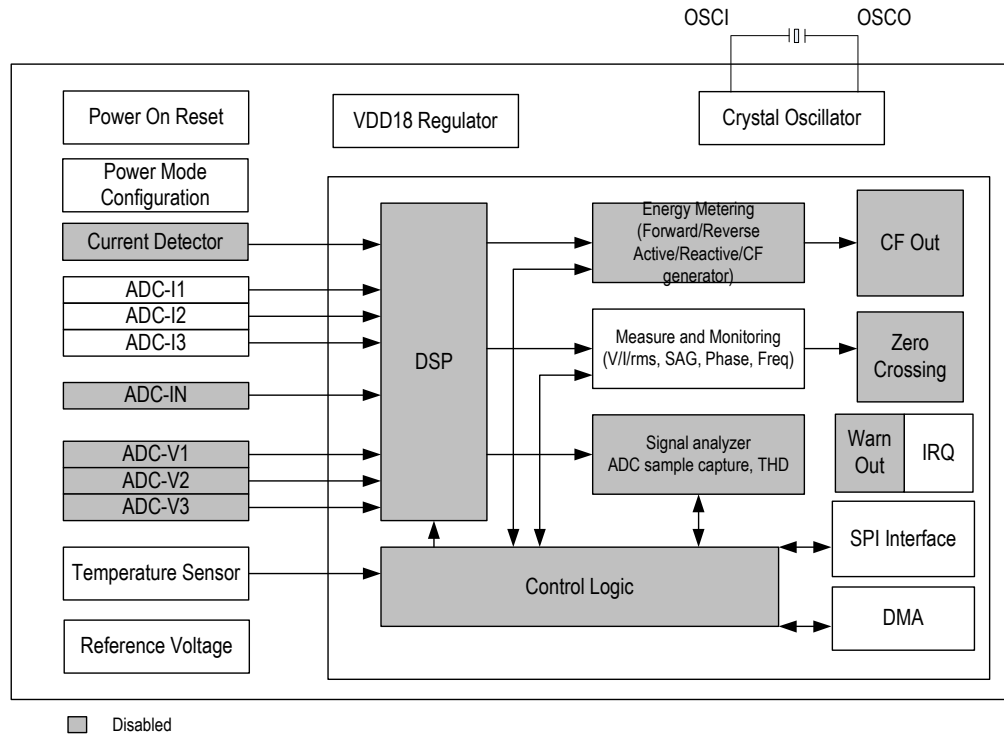 OSCI OSCO
Power On Reset
VDD18 Regulator
Crystal Oscillator
Power Mode
Configuration
Current Detector
ADC-I1
ADC-I2
ADC-I3
ADC-IN
ADC-V1
ADC-V2
ADC-V3
Temperature Sensor
Reference Voltage
DSP
Energy Metering
(Forward/Reverse
Active/Reactive/CF
generator)
CF Out
Measure and Monitoring
(V/I/rms, SAG, Phase, Freq)
Zero
Crossing
Signal analyzer
ADC sample capture, THD
Warn
Out
IRQ
SPI Interface
Control Logic
DMA
Disabled